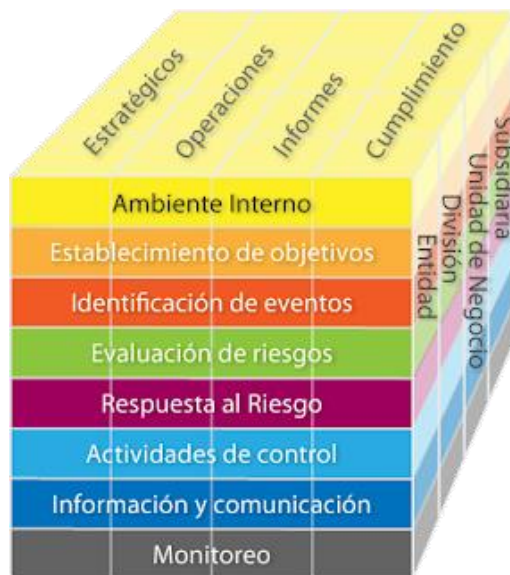 Estratégicos
Operaciones
Informes
Cumplimiento
Ambiente Interno
Establecimiento de objetivos
Identificación de eventos
Evaluación de riesgos
Respuesta al Riesgo
Actividades de control
Información y comunicación
Monitoreo
Entidad
División
Unidad de Negocio
Subsidiaria